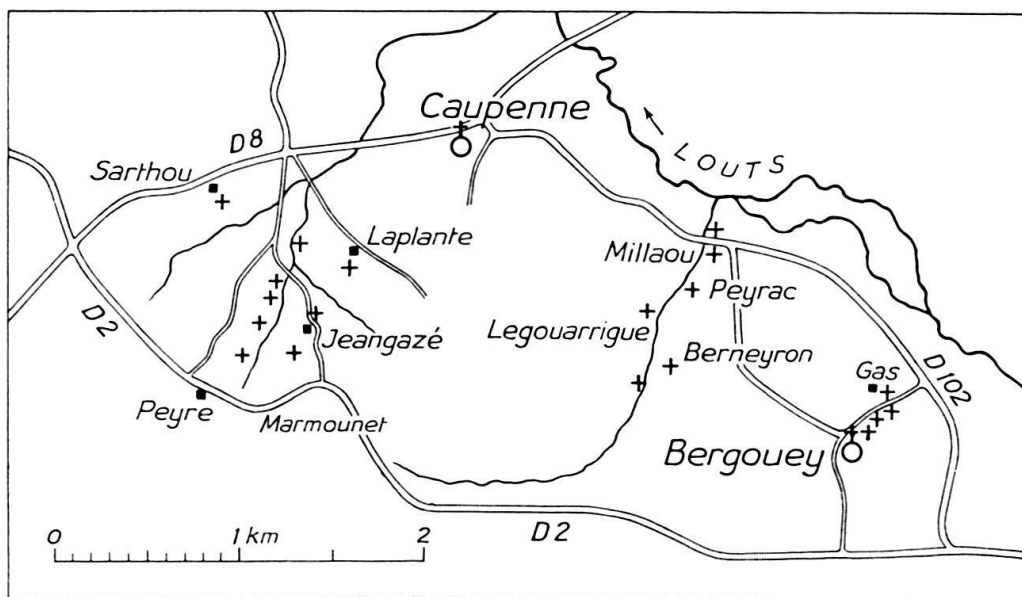 Caupenne
D8
LOUTS
Sarthou
Laplante
Millaou
Peyrac
D2
Legouarrigue
Jeangazé
Berneyron
Gas
D102
Peyre
Marmounet
Bergouey
0 1 km 2
D2